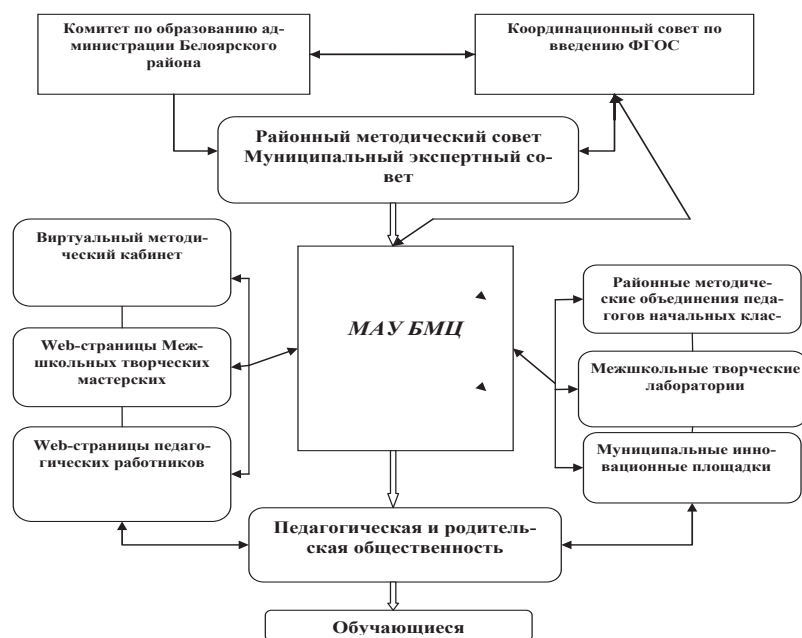 Комитет по образованию ад-
министрации Белоярского
района
Координационный совет по
введению ФГОС
Районный методический совет
Муниципальный экспертный со-
вет
Виртуальный методи-
ческий кабинет
Web-страницы Меж-
школьных творческих
мастерских
Web-страницы педаго-
гических работников
МАУ БМЦ
Районные методиче-
ские объединения педа-
гогов начальных клас-
Межшкольные творческие
лаборатории
Муниципальные инно-
вационные площадки
Педагогическая и родитель-
ская общественность
Обучающиеся